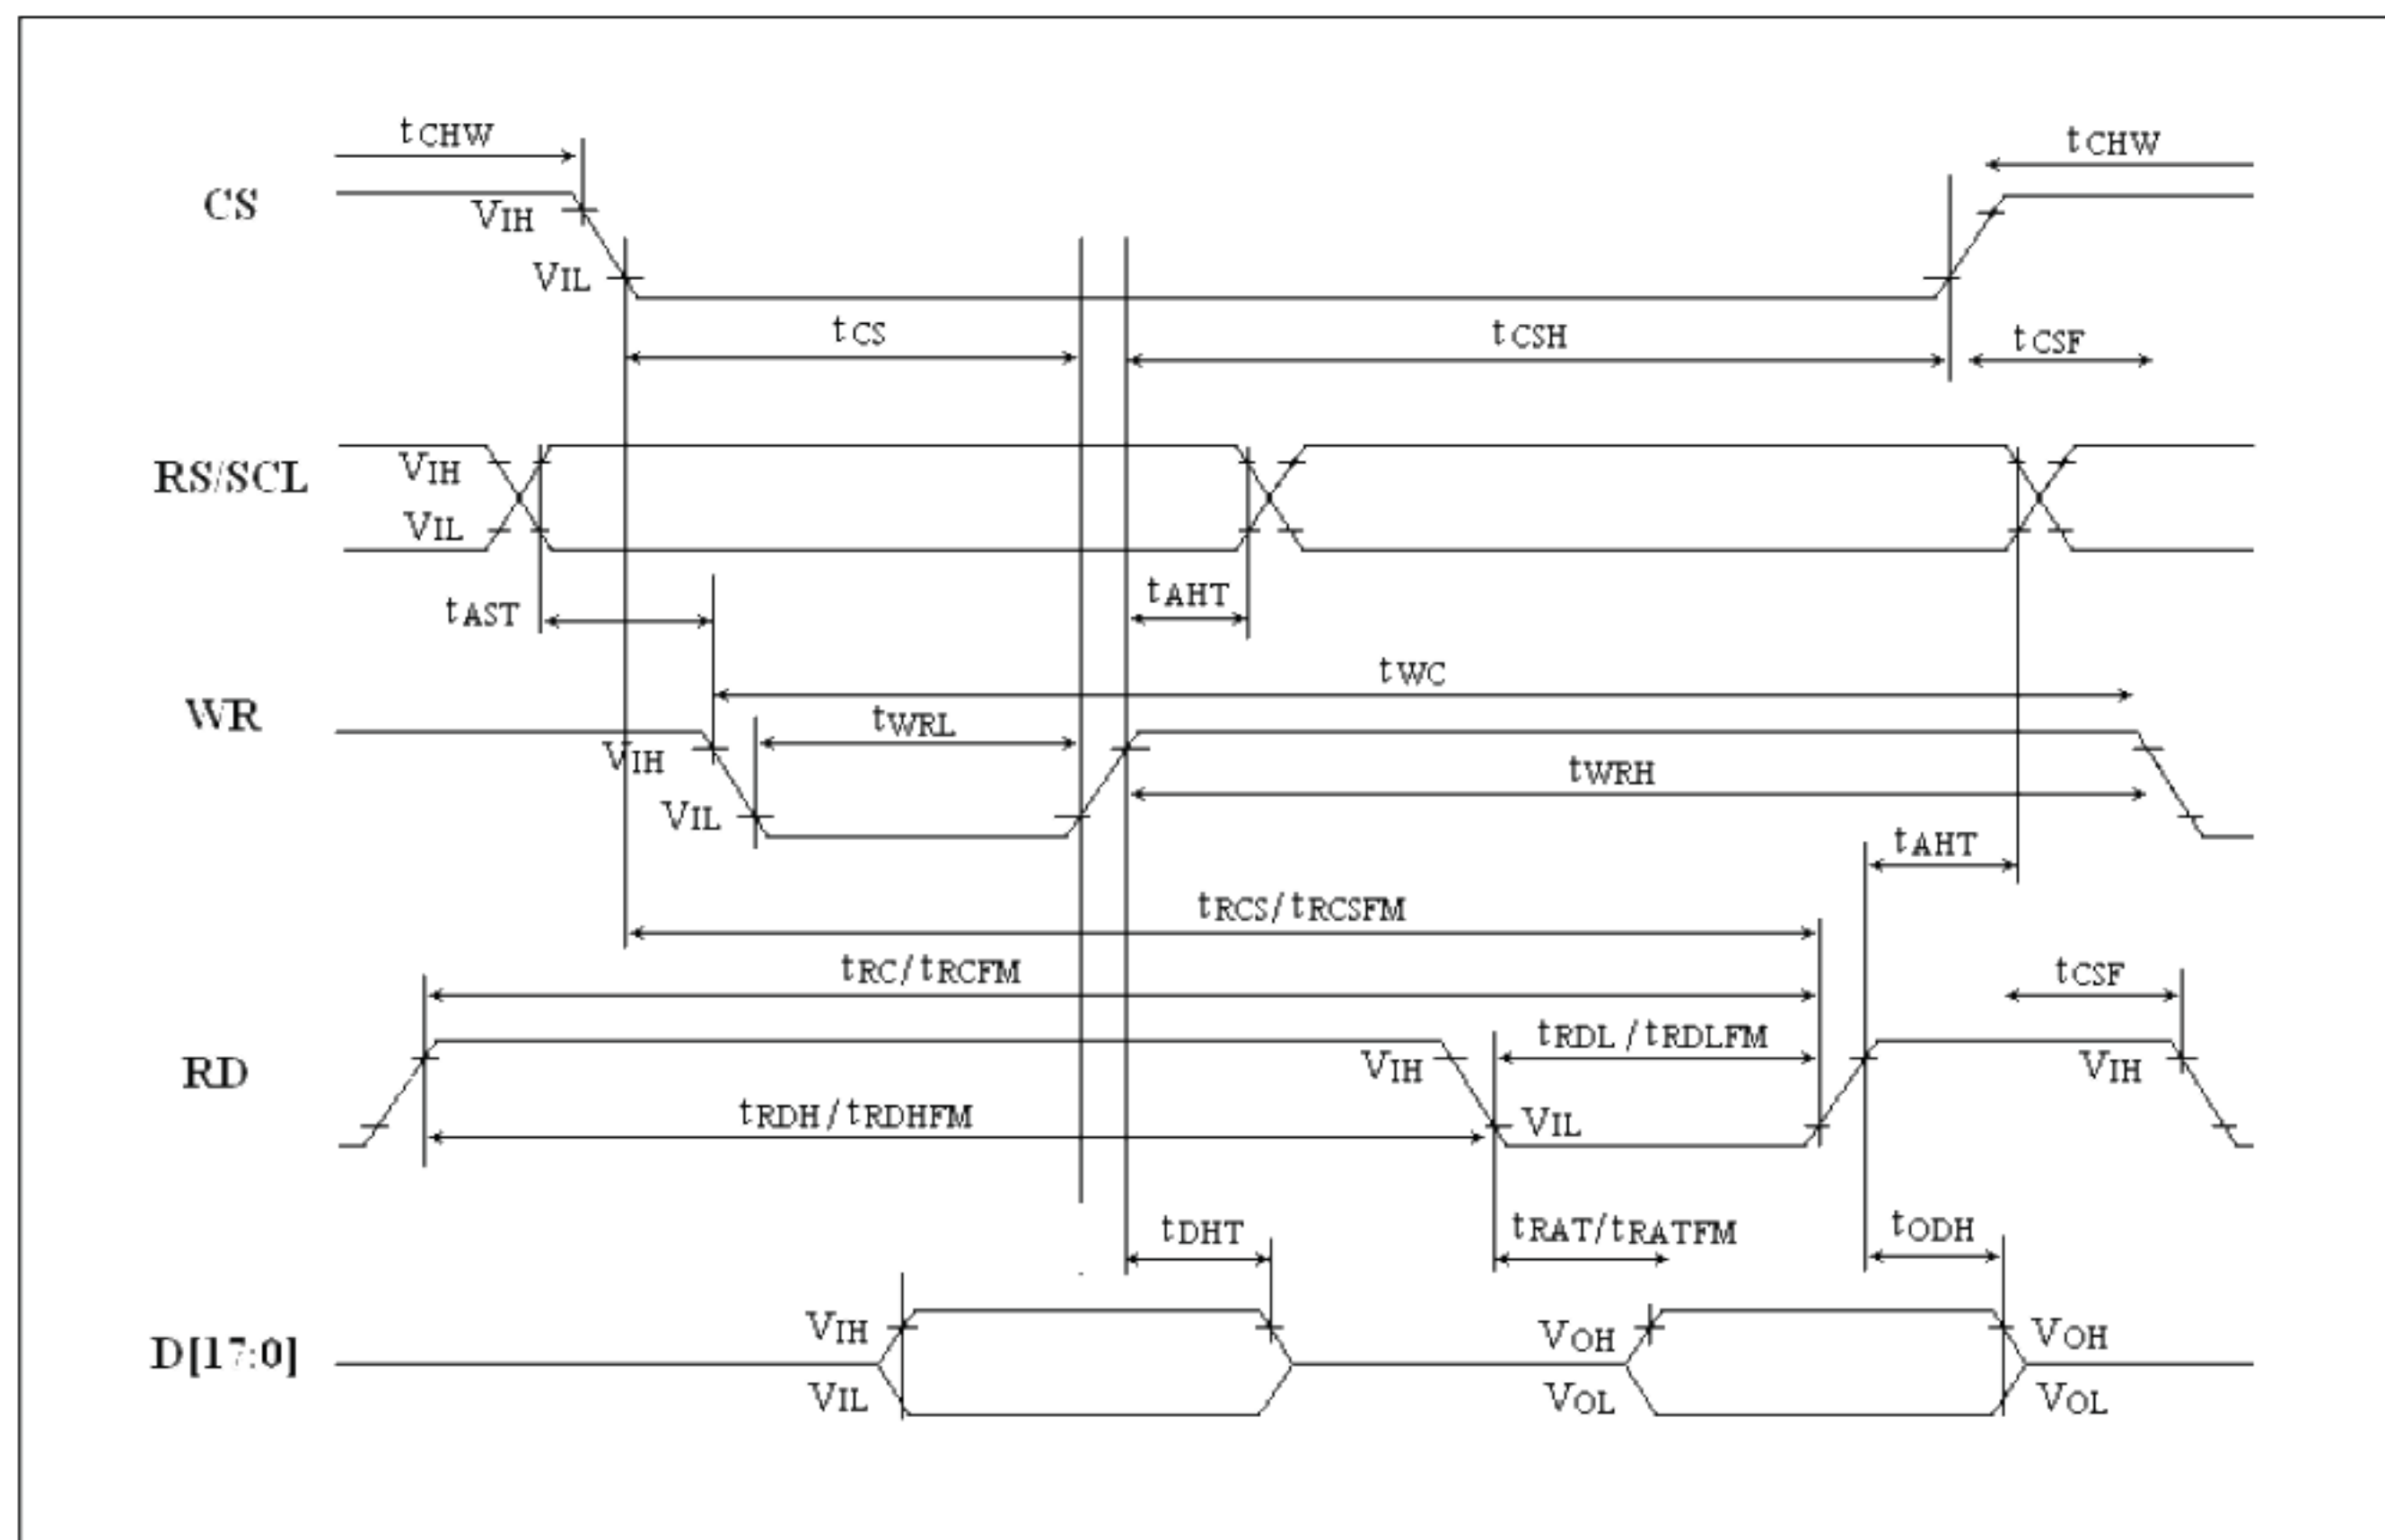 tCHW tCHW
CS VIH
VIL
tCS tCSH tCSF
RS/SCL VIH
VIL
tAST tAHT
tWC
WR VIH tWRL
tWRH
VIL
tAHT
tRCS/tRCSFM
tRC/tRCFM tCSF
RD VIH tRDL/tRDLFM VIH
tRDH/tRDHFM VIL
tDHT tRAT/tRATFM tODH
VIH VOH VOH
D[17:0]
VIL VOL VOL